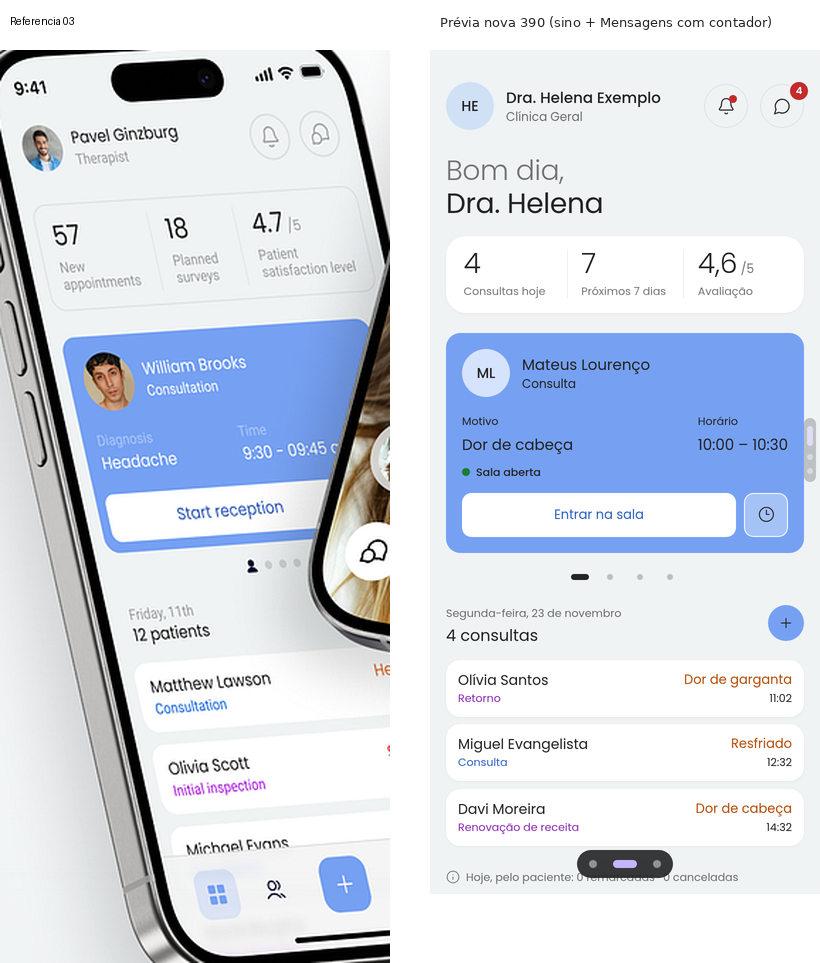 Referencia 03
9:41
Pavel Ginzburg
Therapist
57
New
appointments
18
Planned
surveys
4.7 /5
Patient
satisfaction level
William Brooks
Consultation
Diagnosis
Headache
Time
9:30 - 09:45
Start reception
Friday, 11th
12 patients
Matthew Lawson
Consultation
He
Olivia Scott
Initial inspection
Michael Evans
Prévia nova 390 (sino + Mensagens com contador)
HE
Dra. Helena Exemplo
Clínica Geral
4
Bom dia,
Dra. Helena
4
Consultas hoje
7
Próximos 7 dias
4,6 /5
Avaliação
ML
Mateus Lourenço
Consulta
Motivo
Dor de cabeça
Horário
10:00 – 10:30
Sala aberta
Entrar na sala
Segunda-feira, 23 de novembro
4 consultas
Olívia Santos
Dor de garganta
Retorno
11:02
Miguel Evangelista
Resfriado
Consulta
12:32
Davi Moreira
Dor de cabeça
Renovação de receita
14:32
Hoje, pelo paciente: 0 remarcadas 0 canceladas